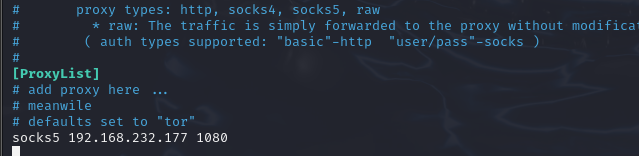 #       proxy types: http, socks4, socks5, raw
#         * raw: The traffic is simply forwarded to the proxy without modificat
#        ( auth types supported: "basic"-http  "user/pass"-socks )
#
[ProxyList]
# add proxy here ...
# meanwile
# defaults set to "tor"
socks5 192.168.232.177 1080